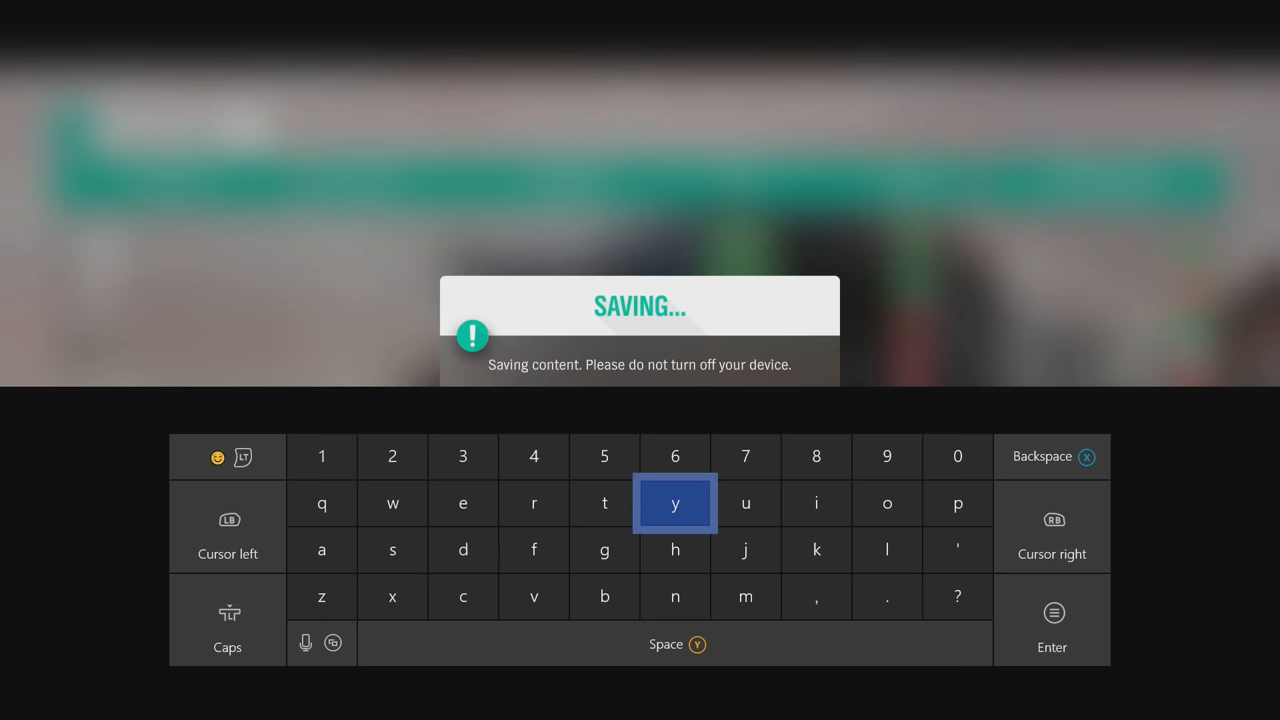 SAVING...
!
Saving content. Please do not turn off your device.
LT 1 2 3 4 5 6 7 8 9 0 Backspace X
LB Cursor left q w e r t y u i o p RB Cursor right
a s d f g h j k l '
Caps z x c v b n m , . ? Enter
Space Y